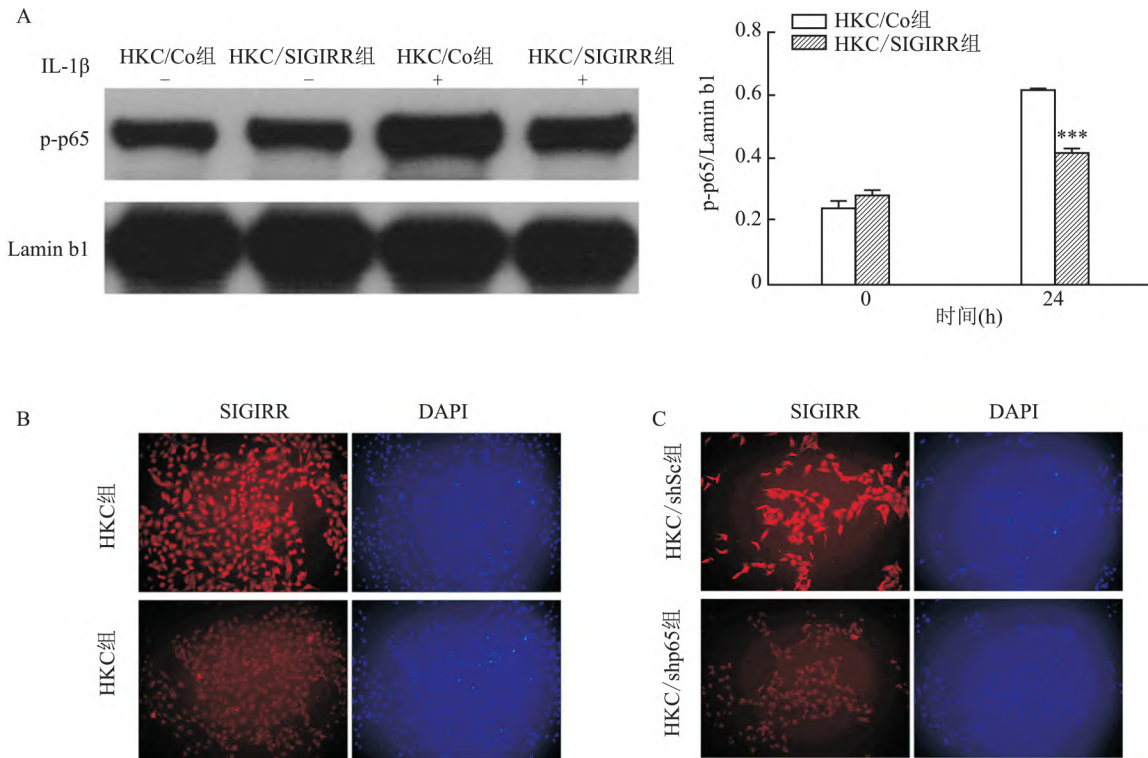 A
HKC/Co组 HKC/SIGIRR组 HKC/Co组 HKC/SIGIRR组
IL-1β − − + +
p-p65
Lamin b1
HKC/Co组
HKC/SIGIRR组
p-p65/Lamin b1
0.8
0.6
0.4
0.2
0
***
0 24
时间(h)
B
SIGIRR DAPI
HKC组
HKC组
C
SIGIRR DAPI
HKC/shSc组
HKC/shp65组